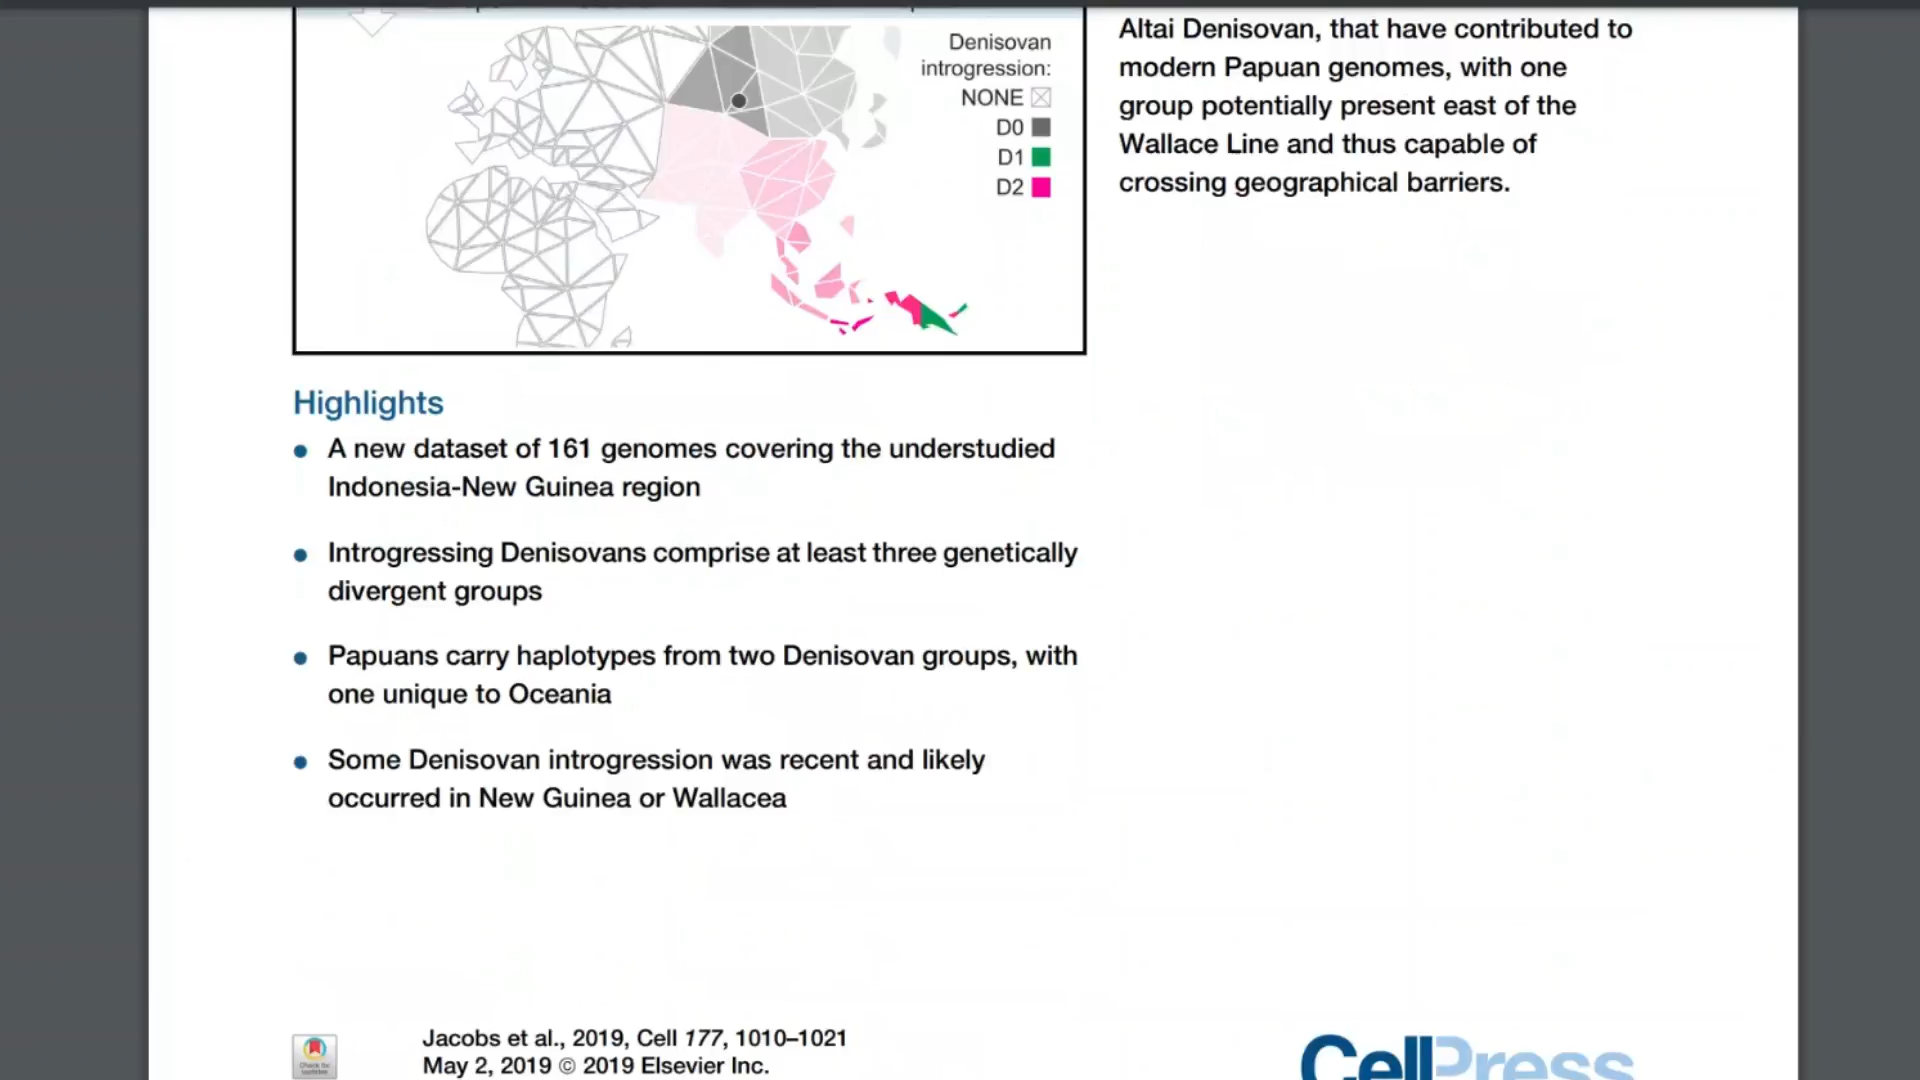 Denisovan
introgression:
NONE
D0
D1
D2
Altai Denisovan, that have contributed to
modern Papuan genomes, with one
group potentially present east of the
Wallace Line and thus capable of
crossing geographical barriers.
Highlights
A new dataset of 161 genomes covering the understudied
Indonesia-New Guinea region
Introgressing Denisovans comprise at least three genetically
divergent groups
Papuans carry haplotypes from two Denisovan groups, with
one unique to Oceania
Some Denisovan introgression was recent and likely
occurred in New Guinea or Wallacea
Check for
updates
Jacobs et al., 2019, Cell 177, 1010–1021
May 2, 2019 © 2019 Elsevier Inc.
CellPress